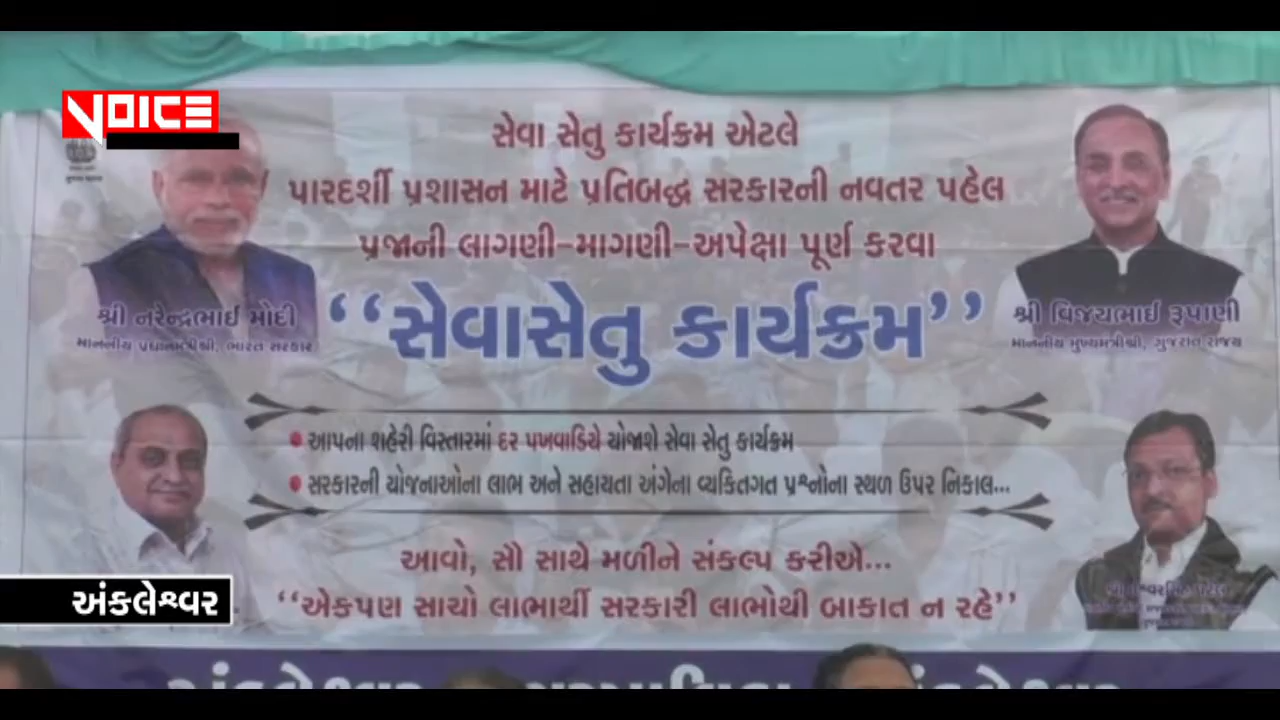 VOICE
સેવા સેતુ કાર્યક્રમ એટલે
પારદર્શી પ્રશાસન માટે પ્રતિબદ્ધ સરકારની નવતર પહેલ
પ્રજાની લાગણી-માગણી-અપેક્ષા પૂર્ણ કરવા
‘‘સેવાસેતુ કાર્યક્રમ’’
શ્રી નરેન્દ્રભાઈ મોદી
માનનીય પ્રધાનમંત્રીશ્રી, ભારત સરકાર
શ્રી વિજયભાઈ રૂપાણી
માનનીય મુખ્યમંત્રીશ્રી, ગુજરાત રાજ્ય
• આપના શહેરી વિસ્તારમાં દર પખવાડિયે યોજાશે સેવા સેતુ કાર્યક્રમ
• સરકારની યોજનાઓના લાભ અને સહાયતા અંગેના વ્યકિતગત પ્રશ્નોના સ્થળ ઉપર નિકાલ...
આવો, સૌ સાથે મળીને સંકલ્પ કરીએ...
‘‘એકપણ સાચો લાભાર્થી સરકારી લાભોથી બાકાત ન રહે’’
અંકલેશ્વર